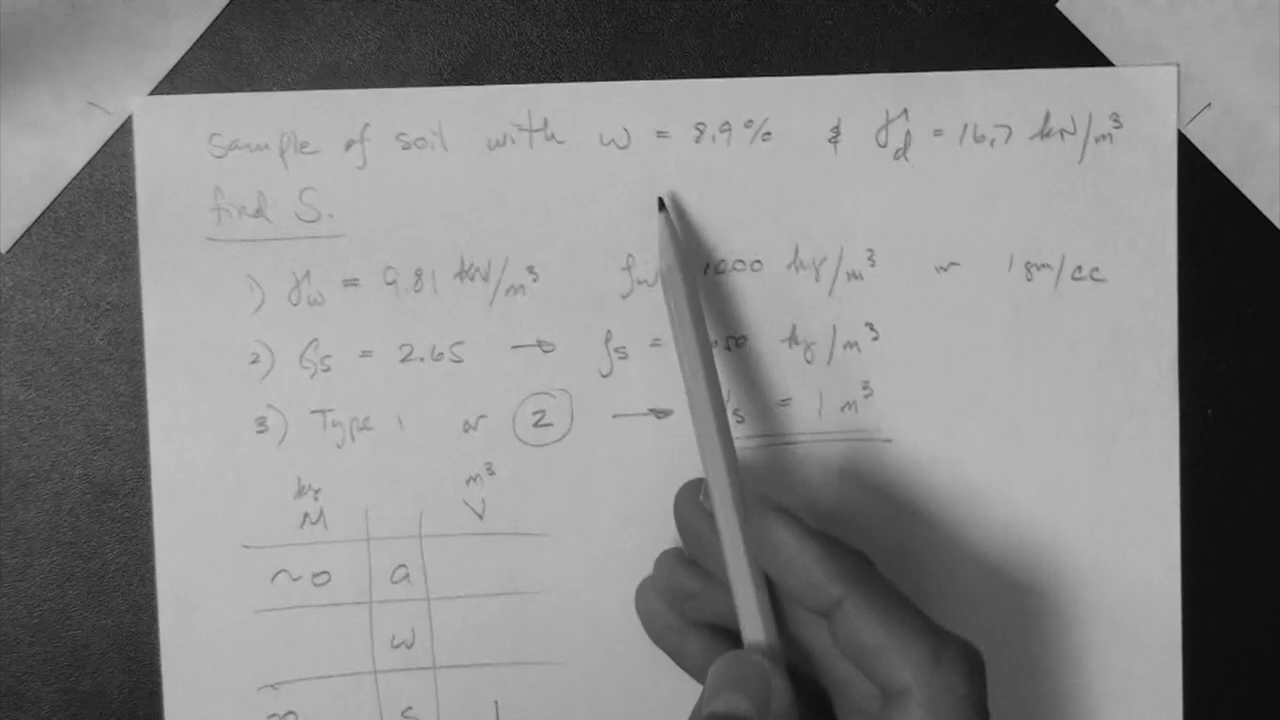 Sample of soil with w = 8.9% & γd = 16.7 kN/m³
find S.
1) γw = 9.81 kN/m³ ρw 1000 kg/m³ or 1 gm/cc
2) Gs = 2.65 → ρs = 50 kg/m³
3) Type 1 or 2 → s = 1 m³
kg m³
M V
~0 a
w
s 1